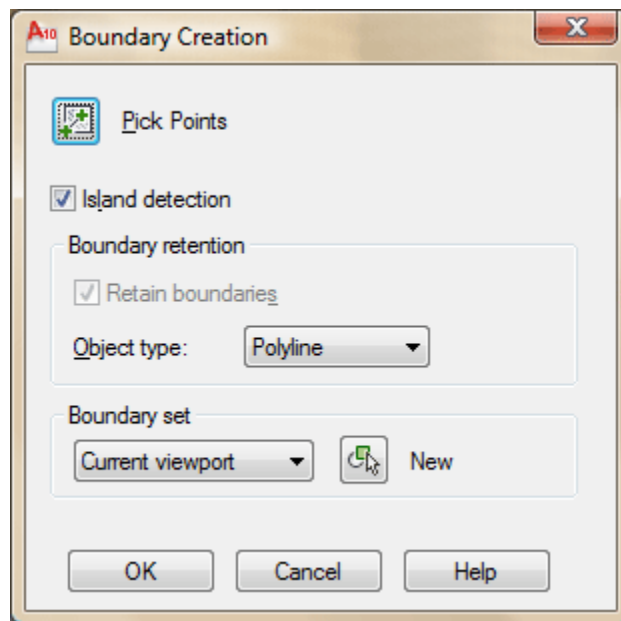 A10 Boundary Creation
Pick Points
Island detection
Boundary retention
Retain boundaries
Object type: Polyline
Boundary set
Current viewport New
OK Cancel Help